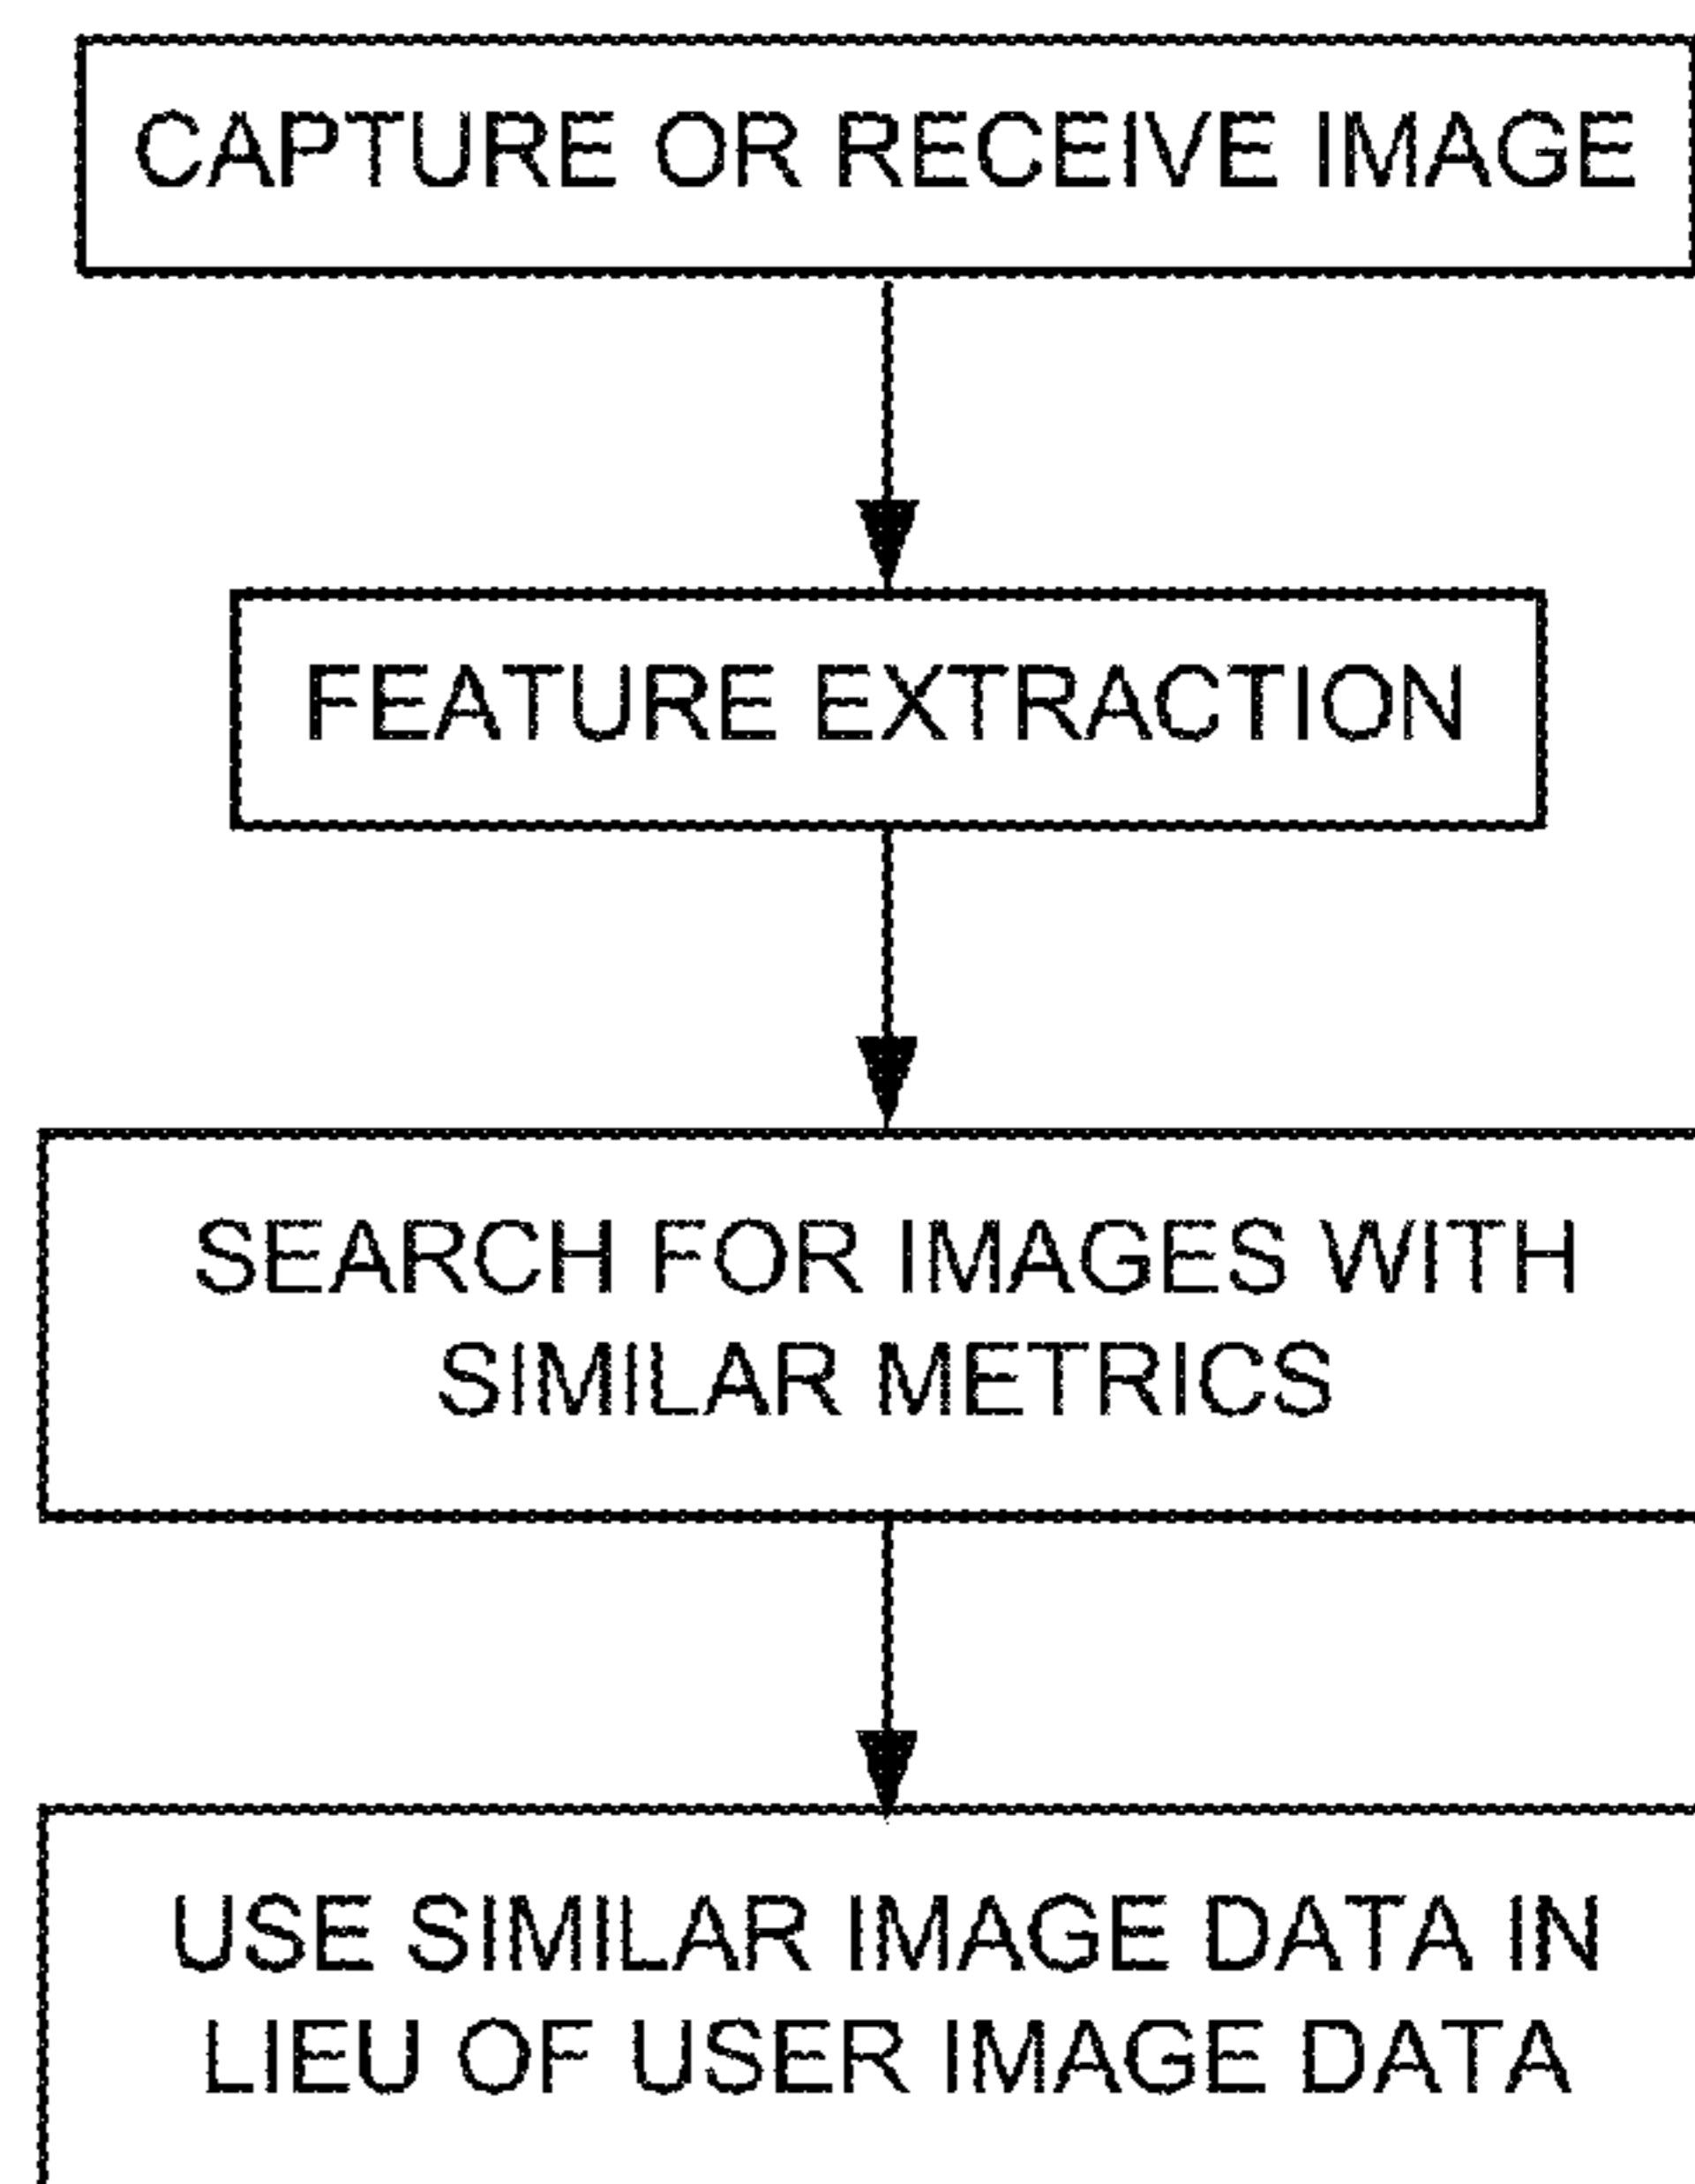 CAPTURE OR RECEIVE IMAGE
FEATURE EXTRACTION
SEARCH FOR IMAGES WITH
SIMILAR METRICS
USE SIMILAR IMAGE DATA IN
LIEU OF USER IMAGE DATA